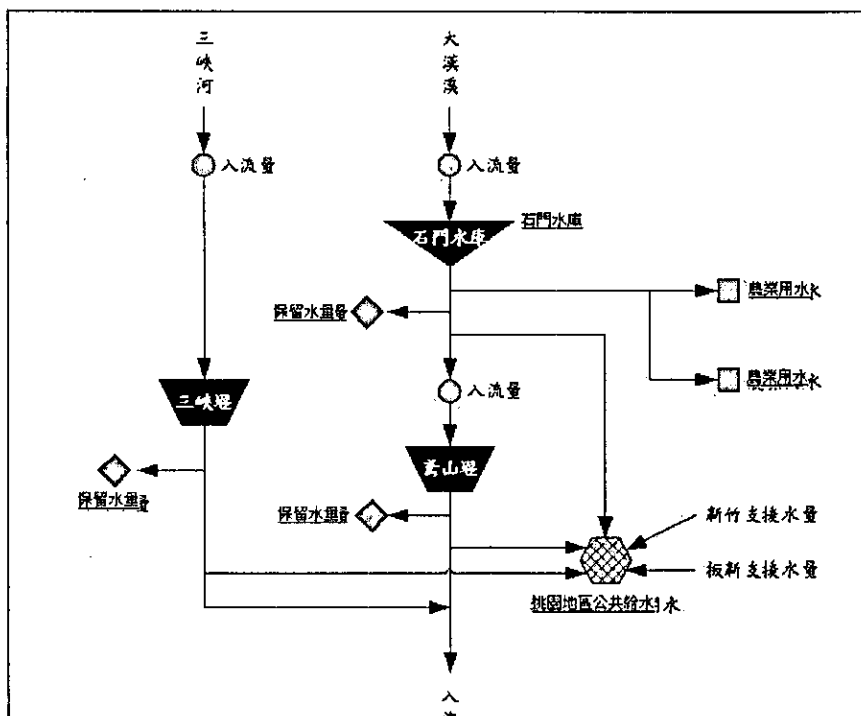 三峽河
大漢溪
入流量
入流量
石門水庫
石門水庫
農業用水
保留水量
農業用水
入流量
三峽堰
鳶山堰
保留水量
保留水量
新竹支援水量
板新支援水量
桃園地區公共給水
入